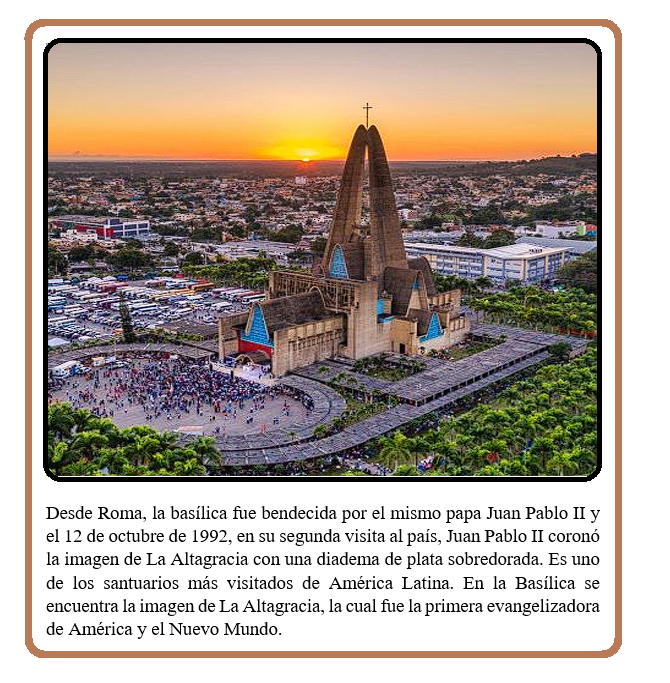 Desde Roma, la basílica fue bendecida por el mismo papa Juan Pablo II y
el 12 de octubre de 1992, en su segunda visita al país, Juan Pablo II coronó
la imagen de La Altagracia con una diadema de plata sobredorada. Es uno
de los santuarios más visitados de América Latina. En la Basílica se
encuentra la imagen de La Altagracia, la cual fue la primera evangelizadora
de América y el Nuevo Mundo.